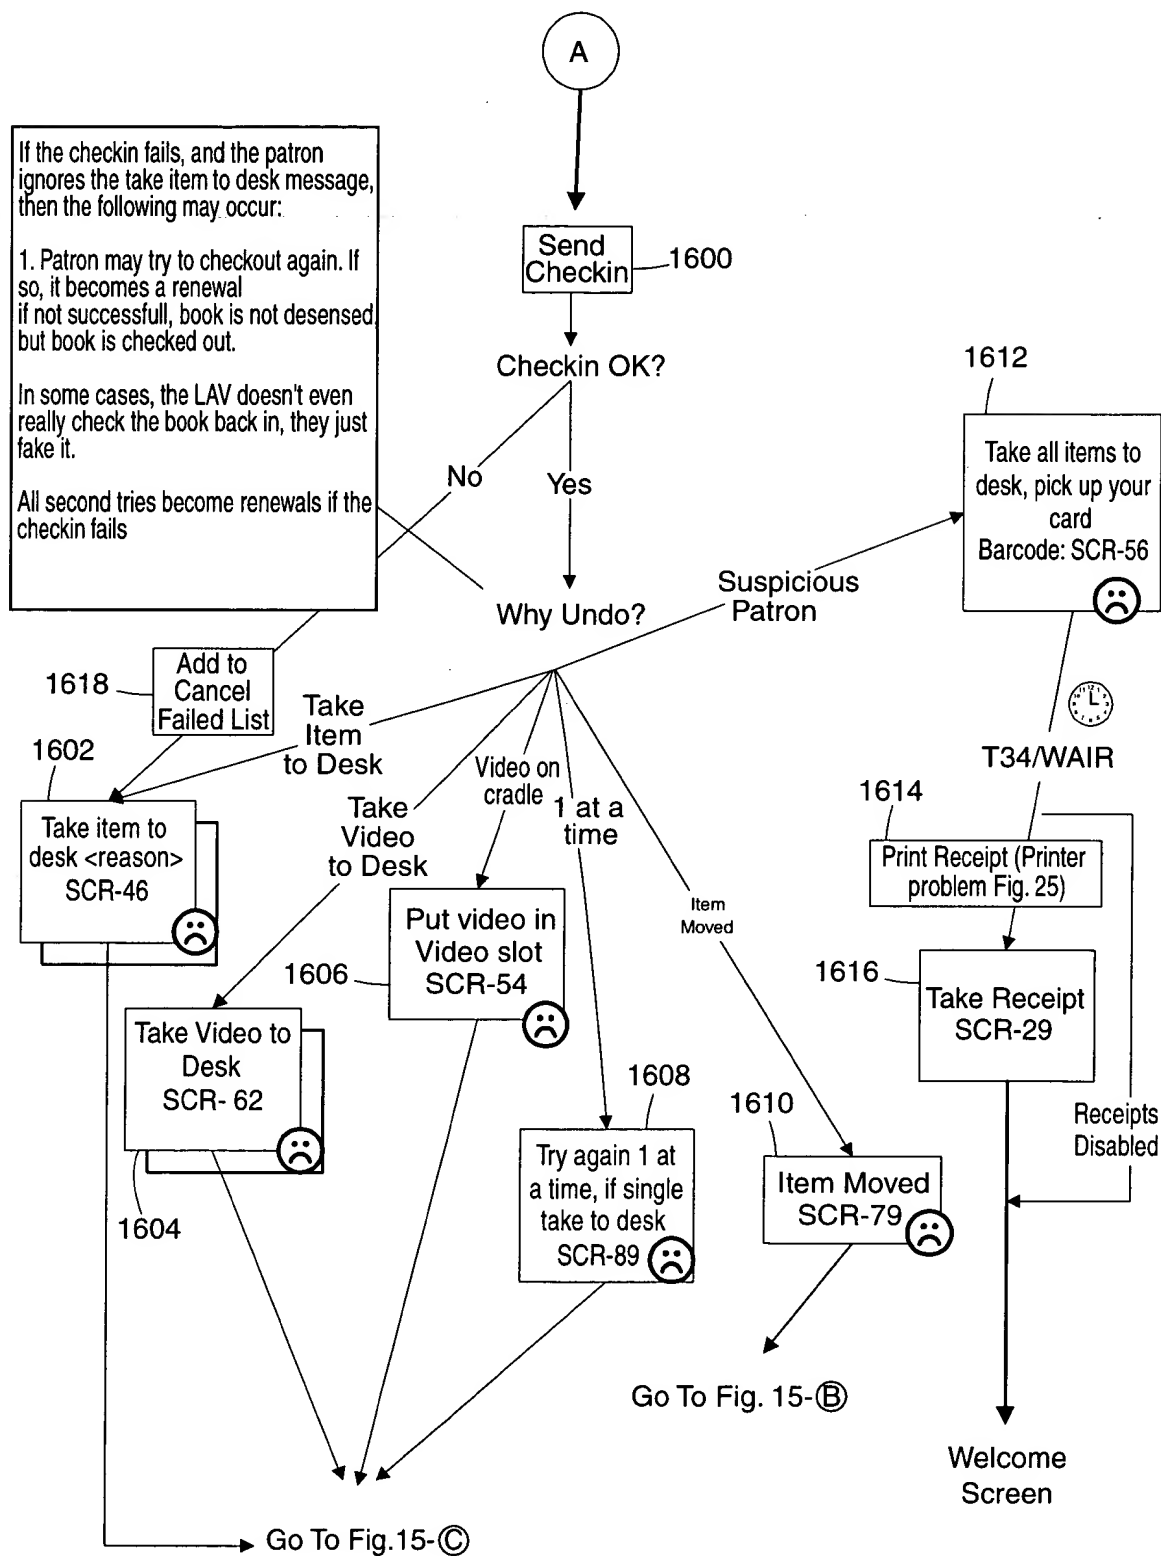 A
If the checkin fails, and the patron
ignores the take item to desk message,
then the following may occur:
1. Patron may try to checkout again. If
so, it becomes a renewal
if not successfull, book is not desensed
but book is checked out.
In some cases, the LAV doesn't even
really check the book back in, they just
fake it.
All second tries become renewals if the
checkin fails
Send
Checkin
1600
Checkin OK?
No
Yes
Why Undo?
Suspicious
Patron
1612
Take all items to
desk, pick up your
card
Barcode: SCR-56
1618
Add to
Cancel
Failed List
Take
Item
to Desk
1602
Take item to
desk <reason>
SCR-46
Take
Video
to Desk
Video on
cradle
1 at a
time
Item
Moved
T34/WAIR
1614
Print Receipt (Printer
problem Fig. 25)
1606
Put video in
Video slot
SCR-54
1616
Take Receipt
SCR-29
Take Video to
Desk
SCR- 62
1604
1608
Try again 1 at
a time, if single
take to desk
SCR-89
1610
Item Moved
SCR-79
Receipts
Disabled
Go To Fig. 15-B
Welcome
Screen
Go To Fig.15-C